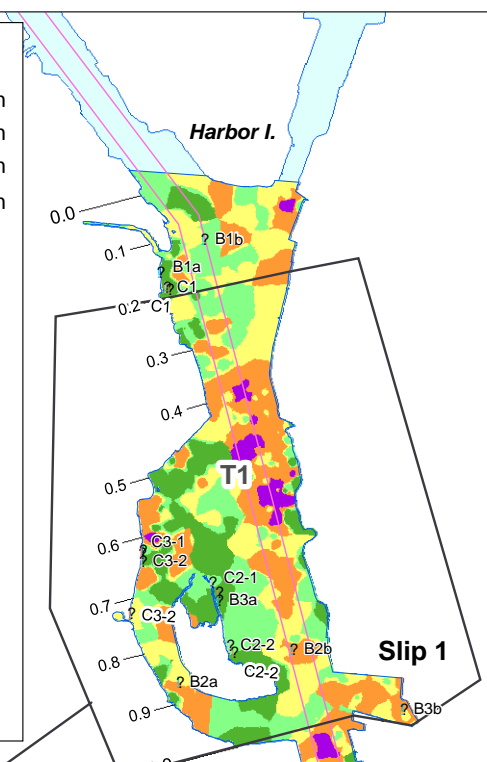 n
n
n
n
Harbor I.
0.0
? B1b
0.1
? B1a
? C1
?
C1
0.2
0.3
0.4
T1
0.5
0.6
? C3-1
? C3-2
? C2-1
? B3a
?
0.7
? C3-2
? C2-2
?
C2-2
? B2b
Slip 1
0.8
? B2a
? B3b
0.9